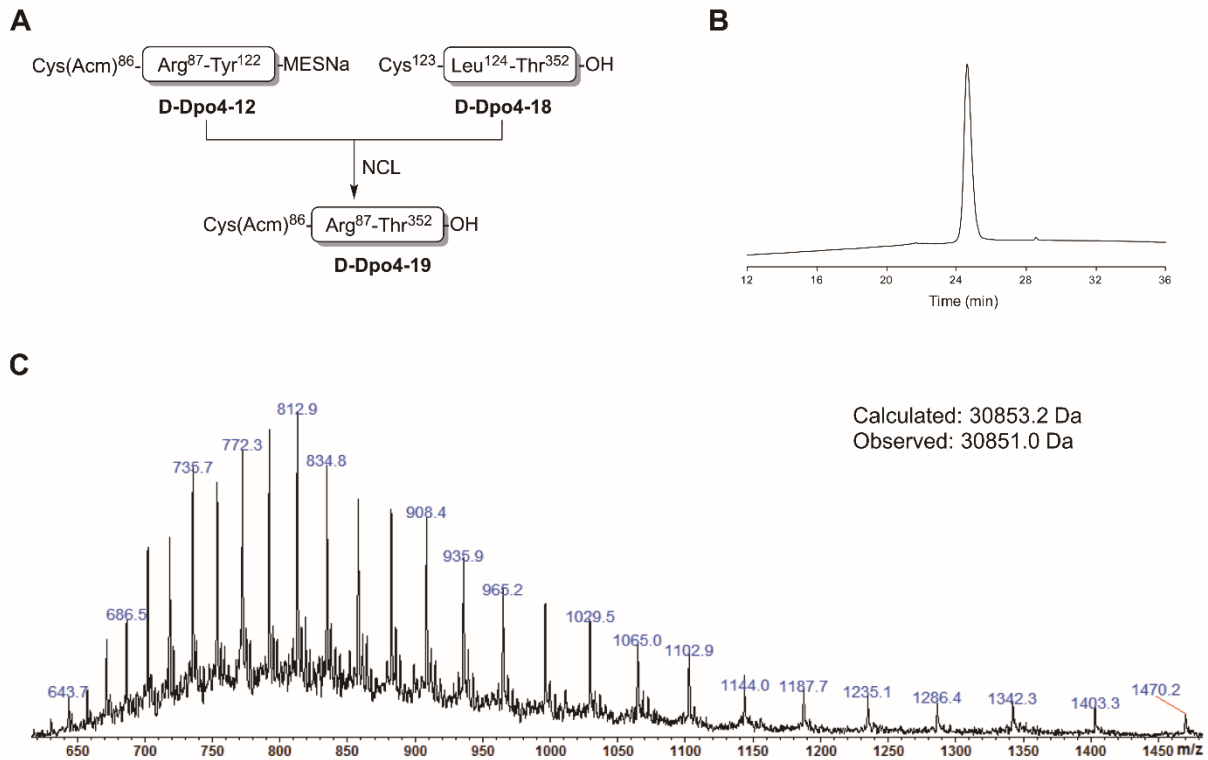 A
Cys(Acm)⁸⁶- Arg⁸⁷-Tyr¹²² -MESNa Cys¹²³- Leu¹²⁴-Thr³⁵² -OH
D-Dpo4-12 D-Dpo4-18
NCL
Cys(Acm)⁸⁶- Arg⁸⁷-Thr³⁵² -OH
D-Dpo4-19
B
12 16 20 24 28 32 36
Time (min)
C
Calculated: 30853.2 Da
Observed: 30851.0 Da
643.7 686.5 735.7 772.3 812.9 834.8 908.4 935.9 965.2 1029.5 1065.0 1102.9 1144.0 1187.7 1235.1 1286.4 1342.3 1403.3 1470.2
650 700 750 800 850 900 950 1000 1050 1100 1150 1200 1250 1300 1350 1400 1450 m/z